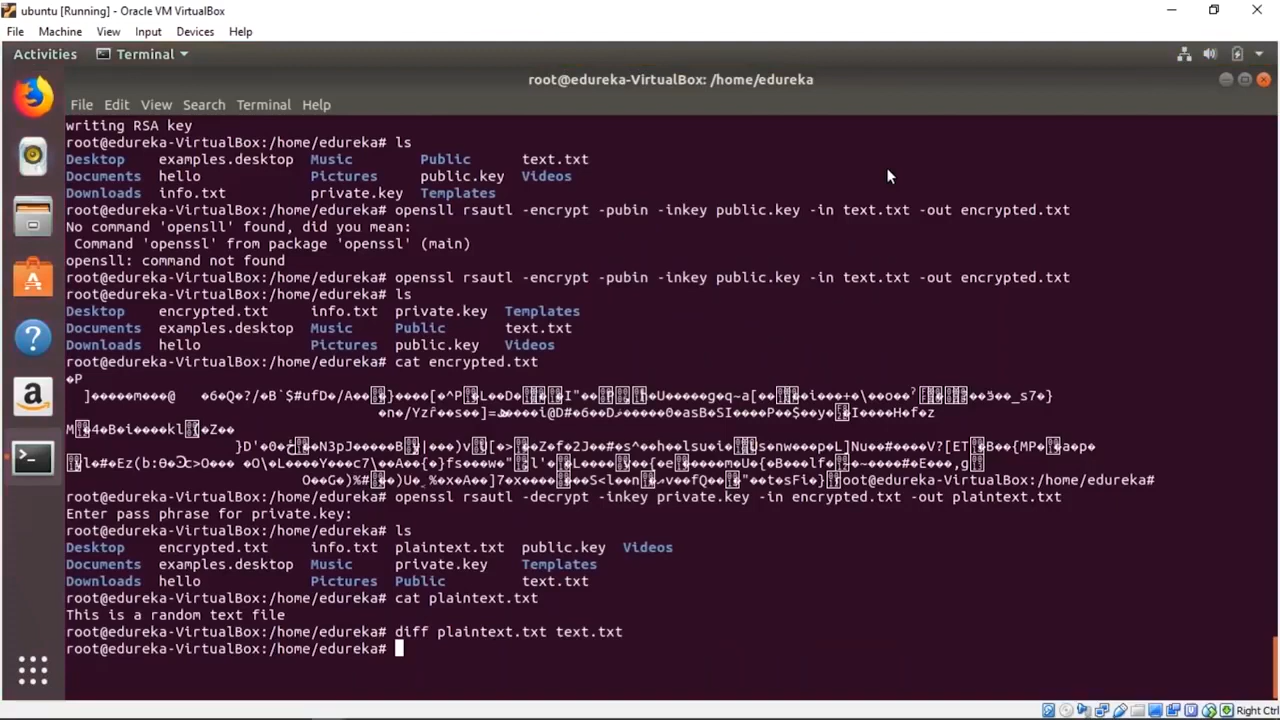 ubuntu [Running] - Oracle VM VirtualBox
File Machine View Input Devices Help
Activities Terminal
root@edureka-VirtualBox: /home/edureka
File Edit View Search Terminal Help
writing RSA key
root@edureka-VirtualBox:/home/edureka# ls
Desktop examples.desktop Music Public text.txt
Documents hello Pictures public.key Videos
Downloads info.txt private.key Templates
root@edureka-VirtualBox:/home/edureka# opensll rsautl -encrypt -pubin -inkey public.key -in text.txt -out encrypted.txt
No command 'opensll' found, did you mean:
Command 'openssl' from package 'openssl' (main)
opensll: command not found
root@edureka-VirtualBox:/home/edureka# openssl rsautl -encrypt -pubin -inkey public.key -in text.txt -out encrypted.txt
root@edureka-VirtualBox:/home/edureka# ls
Desktop encrypted.txt info.txt private.key Templates
Documents examples.desktop Music Public text.txt
Downloads hello Pictures public.key Videos
root@edureka-VirtualBox:/home/edureka# cat encrypted.txt
�P
root@edureka-VirtualBox:/home/edureka#
openssl rsautl -decrypt -inkey private.key -in encrypted.txt -out plaintext.txt
Enter pass phrase for private.key:
root@edureka-VirtualBox:/home/edureka# ls
Desktop encrypted.txt info.txt plaintext.txt public.key Videos
Documents examples.desktop Music private.key Templates
Downloads hello Pictures Public text.txt
root@edureka-VirtualBox:/home/edureka# cat plaintext.txt
This is a random text file
root@edureka-VirtualBox:/home/edureka# diff plaintext.txt text.txt
root@edureka-VirtualBox:/home/edureka#
Right Ctrl